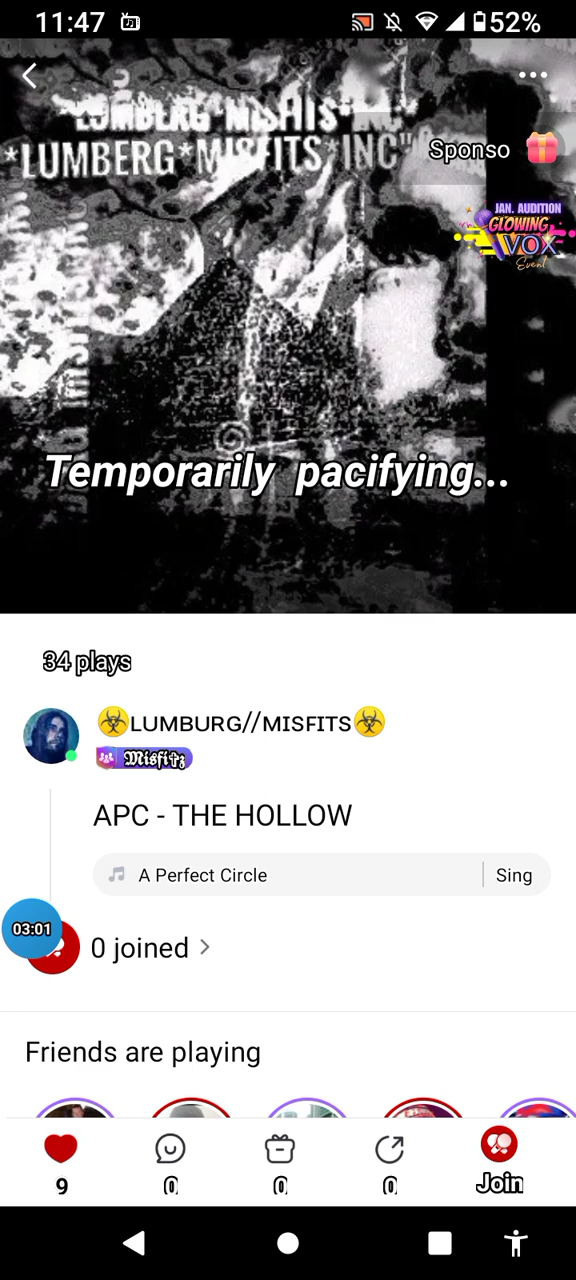 11:47
52%
"LUMBERG*MISFITS*INC"
*LUMBERG*MISFITS*INC"
Sponso
JAN. AUDITION
GLOWING
VOX
Event
Temporarily pacifying...
34 plays
☣LUMBURG//MISFITS☣
Misfi✞z
APC - THE HOLLOW
A Perfect Circle
Sing
03:01
0 joined >
Friends are playing
9 0 0 0 Join